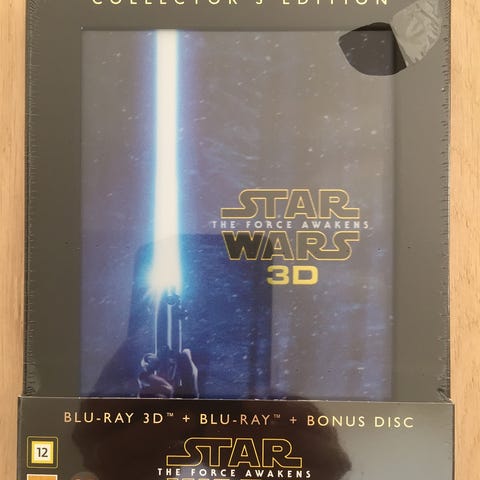 COLLECTOR'S EDITION
STAR
THE FORCE AWAKENS
WARS
3D
BLU-RAY 3D™ + BLU-RAY™ + BONUS DISC
12
STAR
THE FORCE AWAKENS